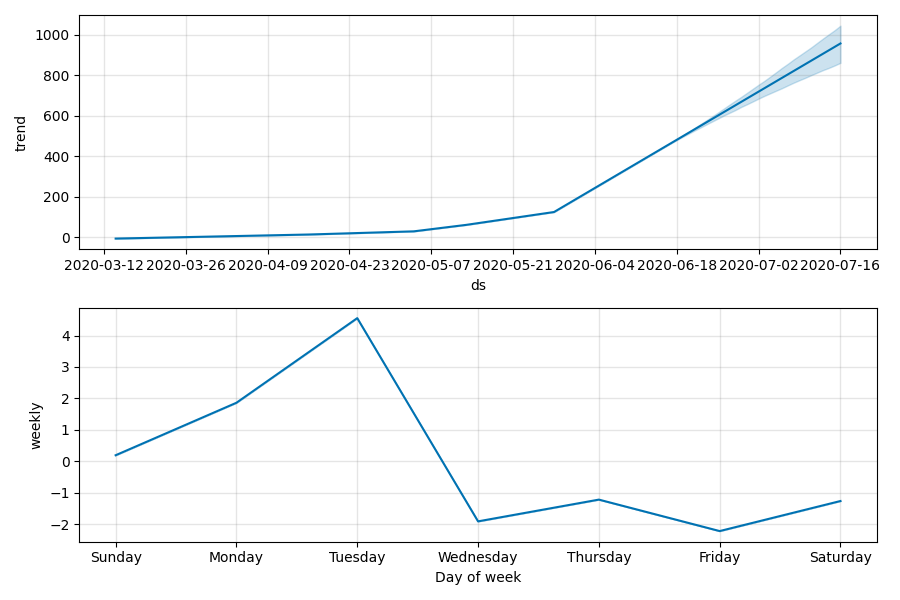 1000
800
600
400
200
0
trend
2020-03-12 2020-03-26 2020-04-09 2020-04-23 2020-05-07 2020-05-21 2020-06-04 2020-06-18 2020-07-02 2020-07-16
ds
4
3
2
1
0
−1
−2
weekly
Sunday Monday Tuesday Wednesday Thursday Friday Saturday
Day of week